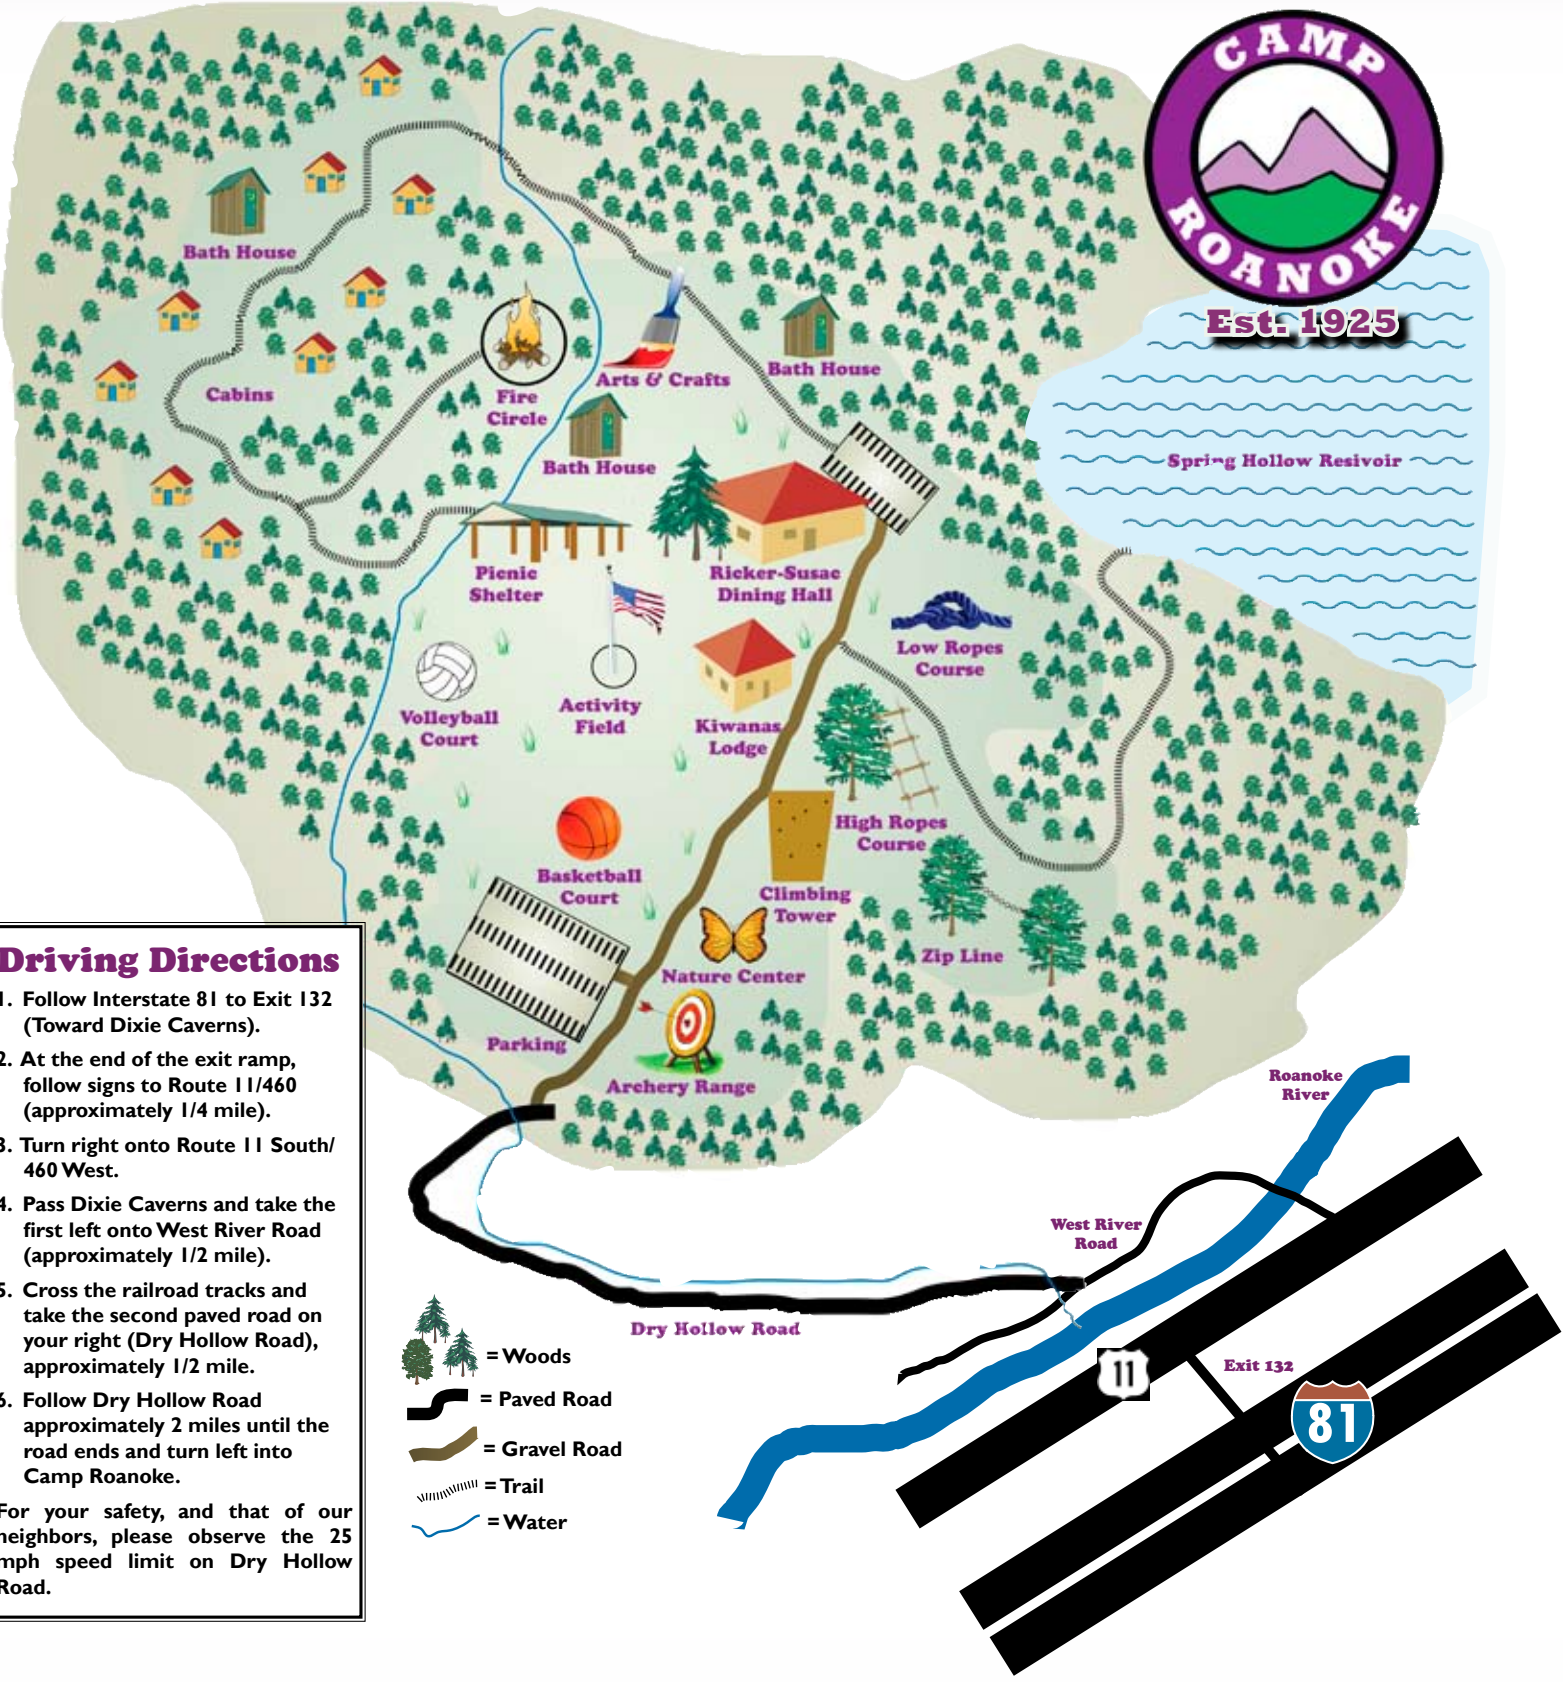 CAMP
ROANOKE
Est. 1925
Bath House
Cabins
Fire
Circle
Arts & Crafts
Bath House
Bath House
Spring Hollow Resivoir
Picnic
Shelter
Ricker-Susac
Dining Hall
Low Ropes
Course
Volleyball
Court
Activity
Field
Kiwanas
Lodge
High Ropes
Course
Basketball
Court
Climbing
Tower
Zip Line
Nature Center
Parking
Archery Range
Driving Directions
1. Follow Interstate 81 to Exit 132
(Toward Dixie Caverns).
2. At the end of the exit ramp,
follow signs to Route 11/460
(approximately 1/4 mile).
3. Turn right onto Route 11 South/
460 West.
4. Pass Dixie Caverns and take the
first left onto West River Road
(approximately 1/2 mile).
5. Cross the railroad tracks and
take the second paved road on
your right (Dry Hollow Road),
approximately 1/2 mile.
6. Follow Dry Hollow Road
approximately 2 miles until the
road ends and turn left into
Camp Roanoke.
For your safety, and that of our
neighbors, please observe the 25
mph speed limit on Dry Hollow
Road.
Roanoke
River
West River
Road
Dry Hollow Road
Exit 132
11
81
= Woods
= Paved Road
= Gravel Road
= Trail
= Water